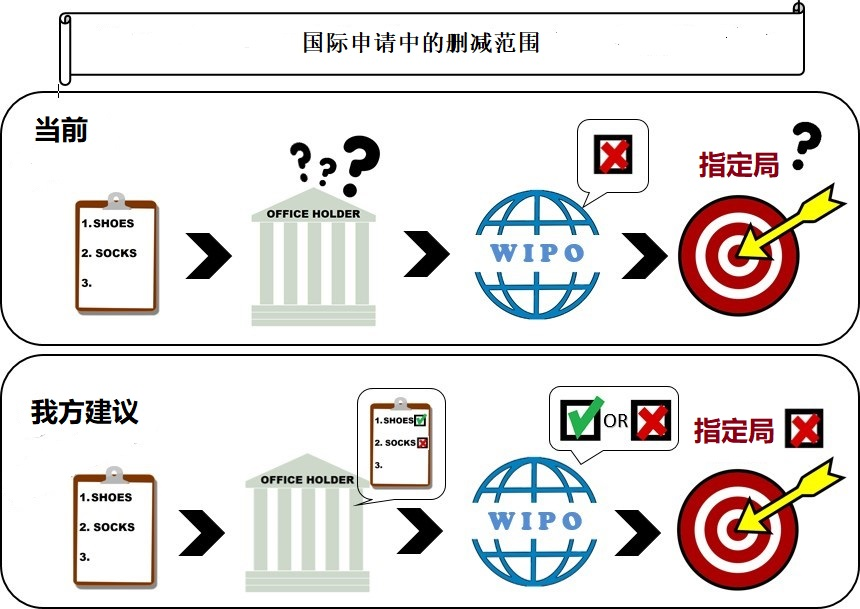 国际申请中的删减范围
当前
指定局
?
? ? ?
1. SHOES
2. SOCKS
3.
OFFICE HOLDER
WIPO
我方建议
指定局
1. SHOES
2. SOCKS
3.
OFFICE HOLDER
1. SHOES
2. SOCKS
3.
OR
WIPO